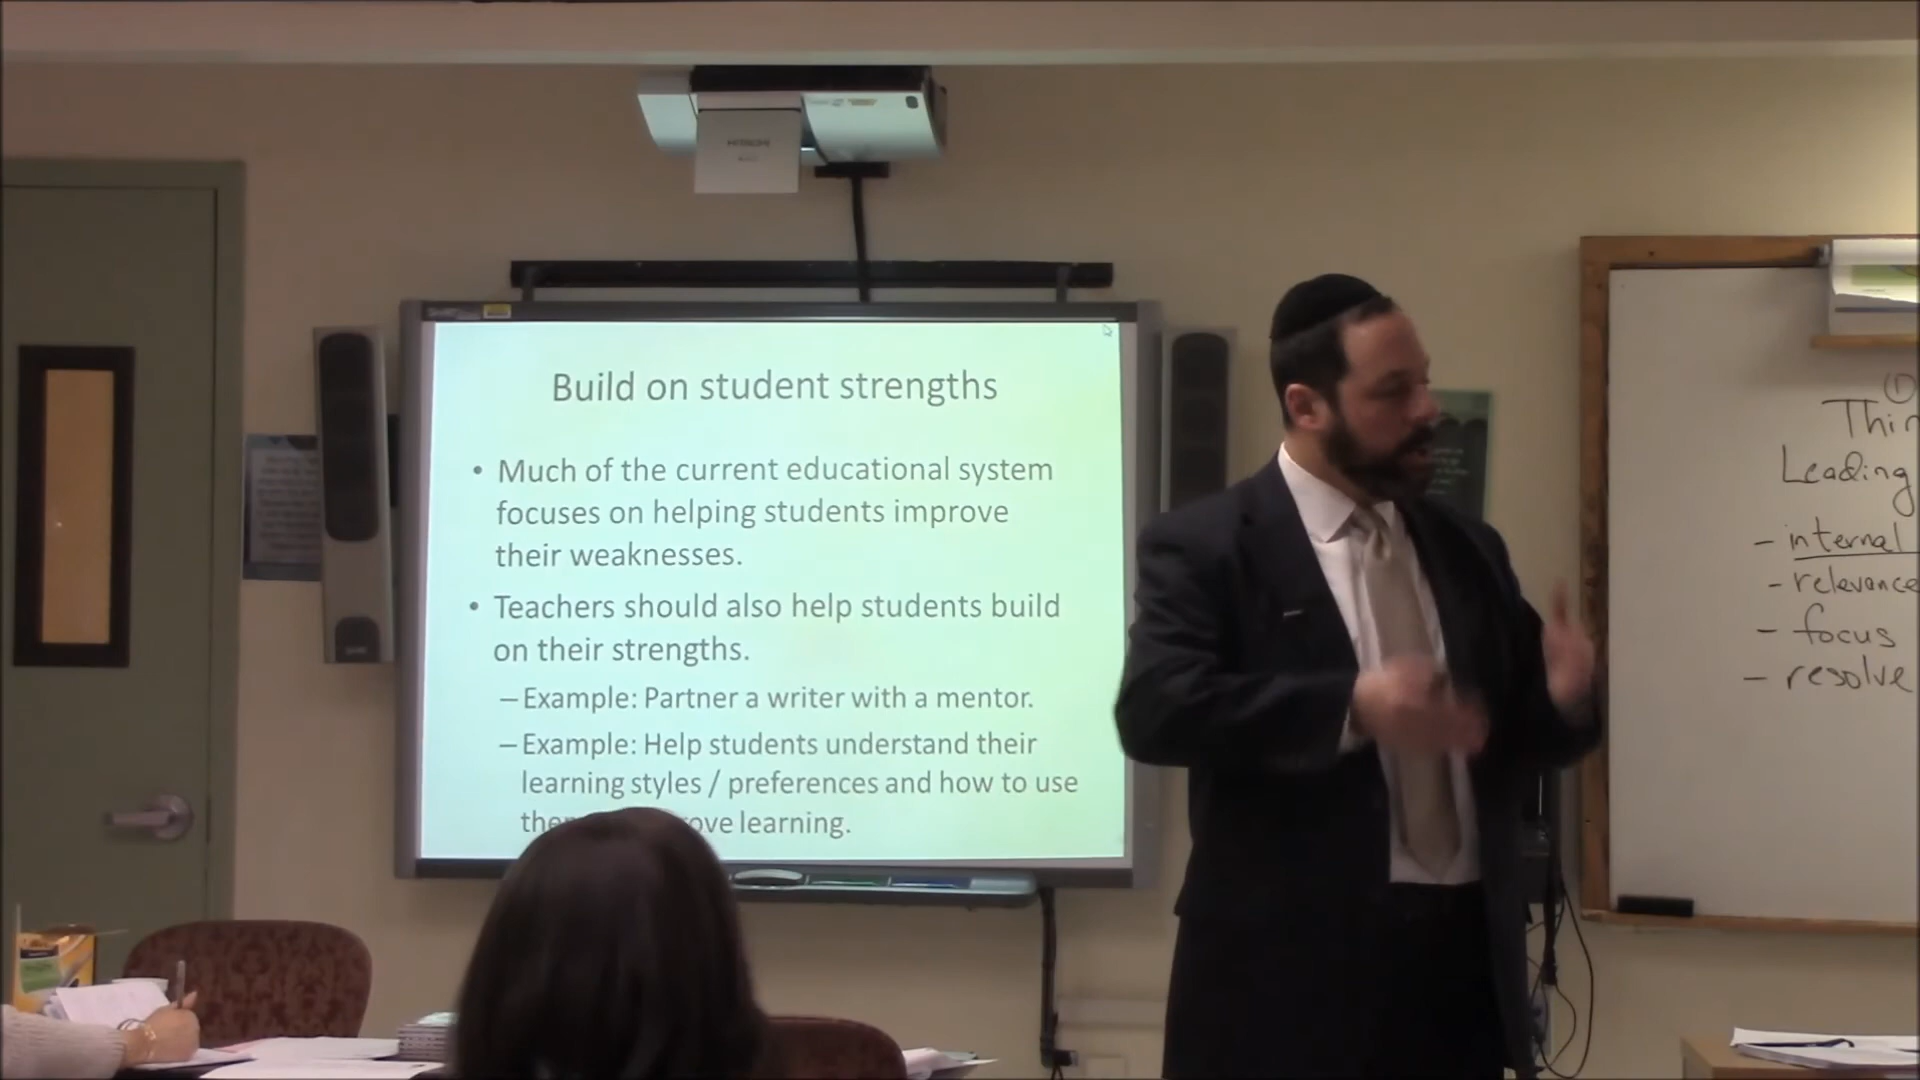 HITACHI
Build on student strengths
• Much of the current educational system
focuses on helping students improve
their weaknesses.
• Teachers should also help students build
on their strengths.
– Example: Partner a writer with a mentor.
– Example: Help students understand their
learning styles / preferences and how to use
learning.
①
Leading
- internal
- relevance
- focus
- resolve